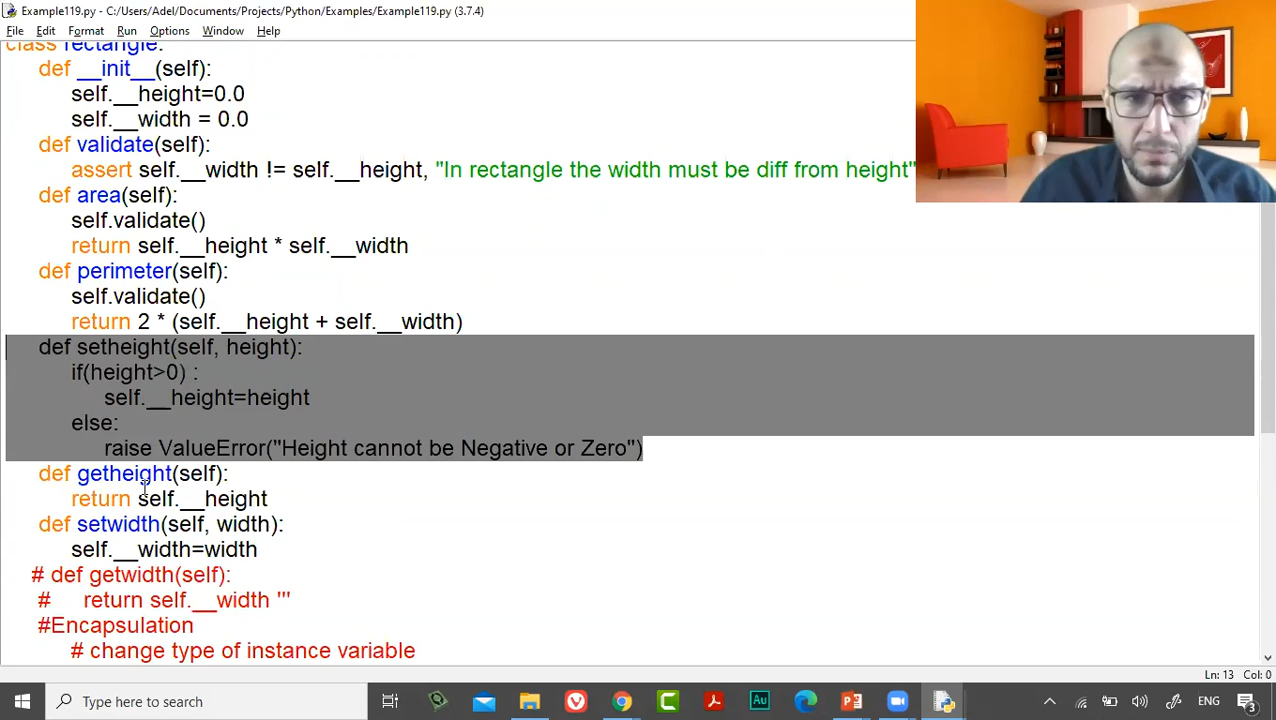 Example119.py - C:/Users/Adel/Documents/Projects/Python/Examples/Example119.py (3.7.4)
File Edit Format Run Options Window Help
class rectangle:
def __init__(self):
self.__height=0.0
self.__width = 0.0
def validate(self):
assert self.__width != self.__height, "In rectangle the width must be diff from height"
def area(self):
self.validate()
return self.__height * self.__width
def perimeter(self):
self.validate()
return 2 * (self.__height + self.__width)
def setheight(self, height):
if(height>0) :
self.__height=height
else:
raise ValueError("Height cannot be Negative or Zero")
def getheight(self):
return self.__height
def setwidth(self, width):
self.__width=width
# def getwidth(self):
#     return self.__width '''
#Encapsulation
# change type of instance variable
Ln: 13 Col: 0
Type here to search
Au
ENG
3